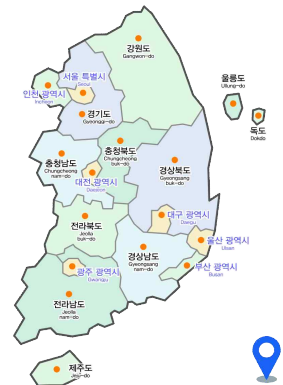 강원도
Gangwon-do
울릉도
Ullung-do
서울 특별시
Seoul
인천 광역시
Incheon
경기도
Gyeonggi-do
독도
Dokdo
충청북도
Chungcheong
buk-do
충청남도
Chungcheong
nam-do
경상북도
Gyeongsang
buk-do
대전 광역시
Daejeon
대구 광역시
Daegu
전라북도
Jeolla
buk-do
울산 광역시
Ulsan
경상남도
Gyeongsang
nam-do
부산 광역시
Busan
광주 광역시
Gwangju
전라남도
Jeolla
nam-do
제주도
Jeju-do